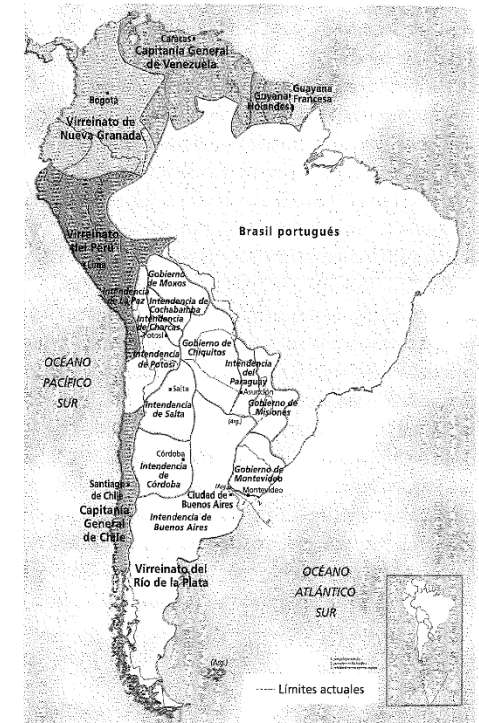 Caracas
Capitanía General
de Venezuela
Guayana
Francesa
Guyana
Holandesa
Bogotá
Virreinato de
Nueva Granada
Brasil portugués
Virreinato
del Perú
Lima
Gobierno
de Moxos
Intendencia
de La Paz
Intendencia de
Cochabamba
Intendencia
de Charcas
Potosí
Gobierno de
Chiquitos
Intendencia
de Potosí
Intendencia
del
Paraguay
Asunción
Gobierno de
Misiones
OCÉANO
PACÍFICO
SUR
Salta
Intendencia
de Salta
(Arg.)
Córdoba
Intendencia
de
Córdoba
Gobierno de
Montevideo
Montevideo
(Arg.)
Santiago
de Chile
Capitanía
General
de Chile
Ciudad de
Buenos Aires
Intendencia de
Buenos Aires
Virreinato del
Río de la Plata
OCÉANO
ATLÁNTICO
SUR
(Arg.)
Límites actuales